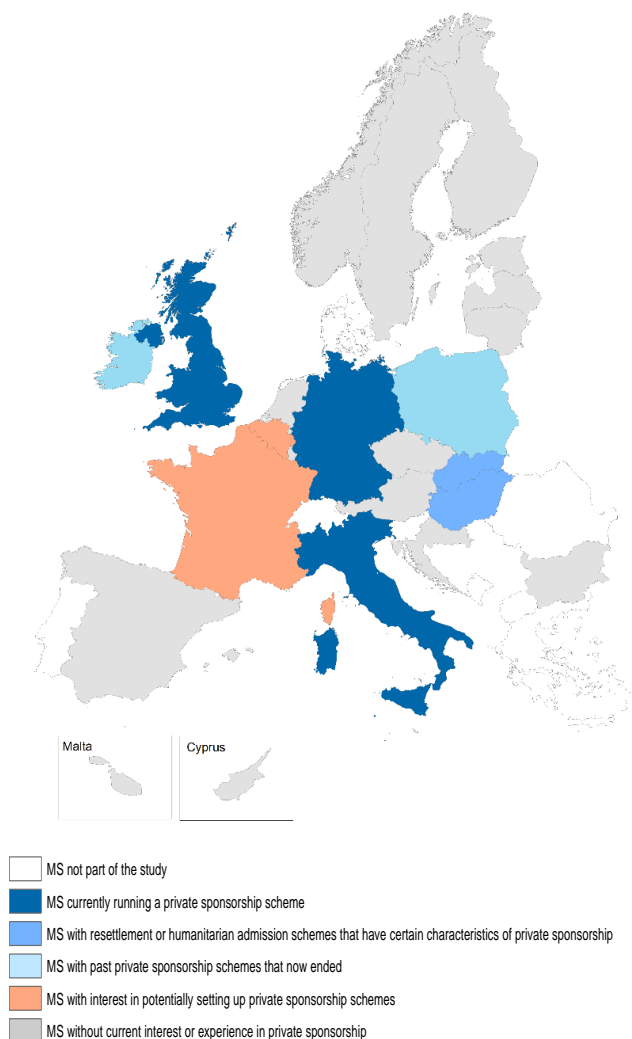 Malta
Cyprus
MS not part of the study
MS currently running a private sponsorship scheme
MS with resettlement or humanitarian admission schemes that have certain characteristics of private sponsorship
MS with past private sponsorship schemes that now ended
MS with interest in potentially setting up private sponsorship schemes
MS without current interest or experience in private sponsorship